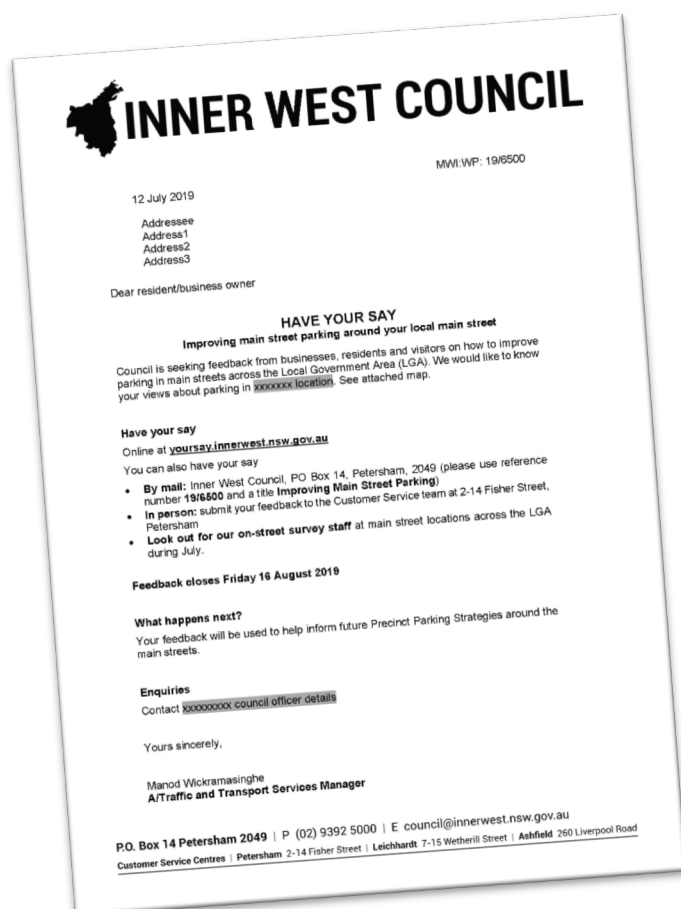 INNER WEST COUNCIL
MWI:WP: 19/6500
12 July 2019
Addressee
Address1
Address2
Address3
Dear resident/business owner
HAVE YOUR SAY
Improving main street parking around your local main street
Council is seeking feedback from businesses, residents and visitors on how to improve
parking in main streets across the Local Government Area (LGA). We would like to know
your views about parking in xxxxxxx location. See attached map.
Have your say
Online at yoursay.innerwest.nsw.gov.au
You can also have your say
• By mail: Inner West Council, PO Box 14, Petersham, 2049 (please use reference
number 19/6500 and a title Improving Main Street Parking)
• In person: submit your feedback to the Customer Service team at 2-14 Fisher Street,
Petersham
• Look out for our on-street survey staff at main street locations across the LGA
during July.
Feedback closes Friday 16 August 2019
What happens next?
Your feedback will be used to help inform future Precinct Parking Strategies around the
main streets.
Enquiries
Contact xxxxxxxxx council officer details
Yours sincerely,
Manod Wickramasinghe
A/Traffic and Transport Services Manager
P.O. Box 14 Petersham 2049 | P (02) 9392 5000 | E council@innerwest.nsw.gov.au
Customer Service Centres | Petersham 2-14 Fisher Street | Leichhardt 7-15 Wetherill Street | Ashfield 260 Liverpool Road